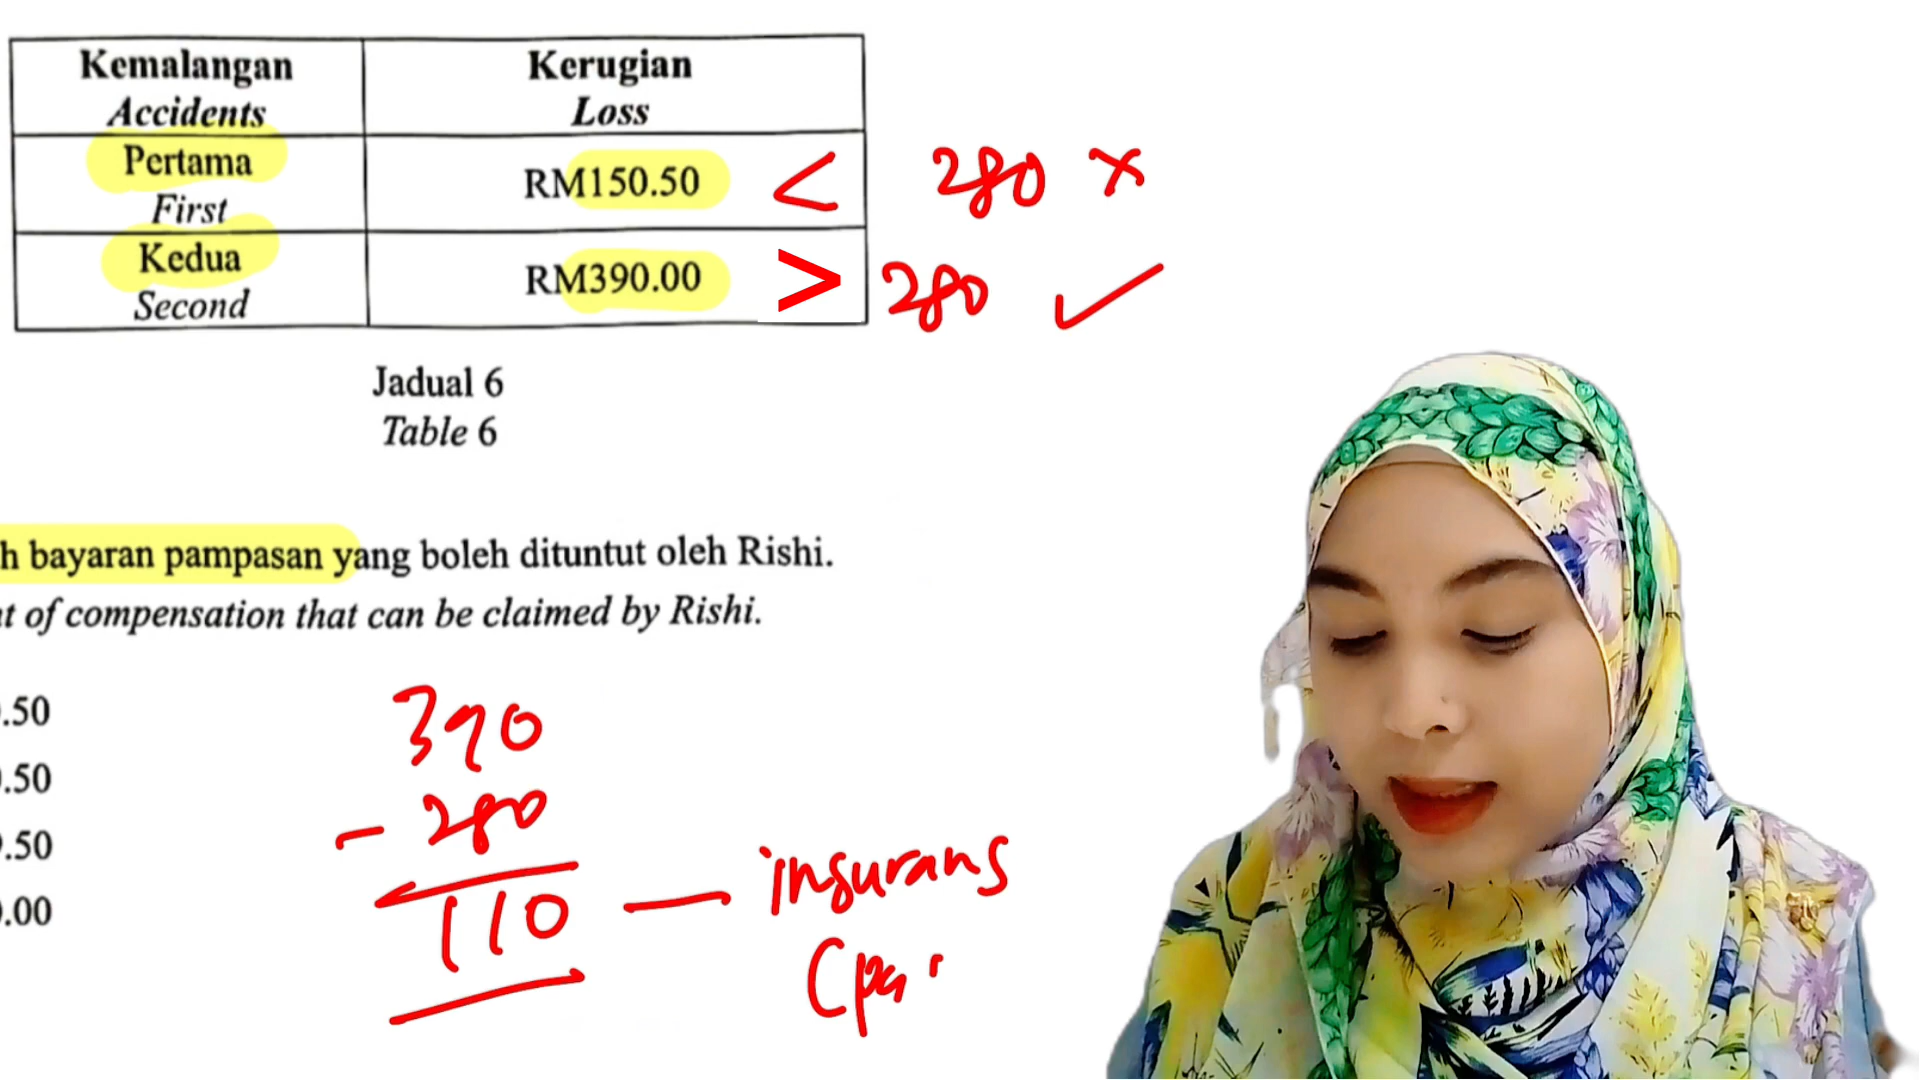 Kemalangan
Accidents
Kerugian
Loss
Pertama
First
RM150.50
< 280 ×
Kedua
Second
RM390.00
> 280 ✓
Jadual 6
Table 6
h bayaran pampasan yang boleh dituntut oleh Rishi.
t of compensation that can be claimed by Rishi.
.50
.50
.50
.00
390
- 280
110 — insurans